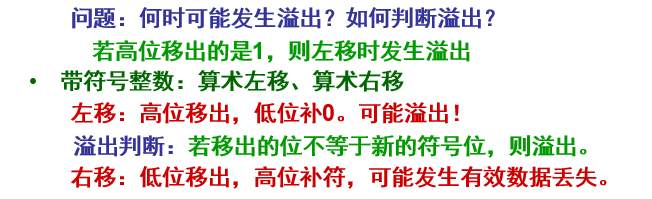 问题：何时可能发生溢出？如何判断溢出？
若高位移出的是1，则左移时发生溢出
• 带符号整数：算术左移、算术右移
左移：高位移出，低位补0。可能溢出！
溢出判断：若移出的位不等于新的符号位，则溢出。
右移：低位移出，高位补符，可能发生有效数据丢失。